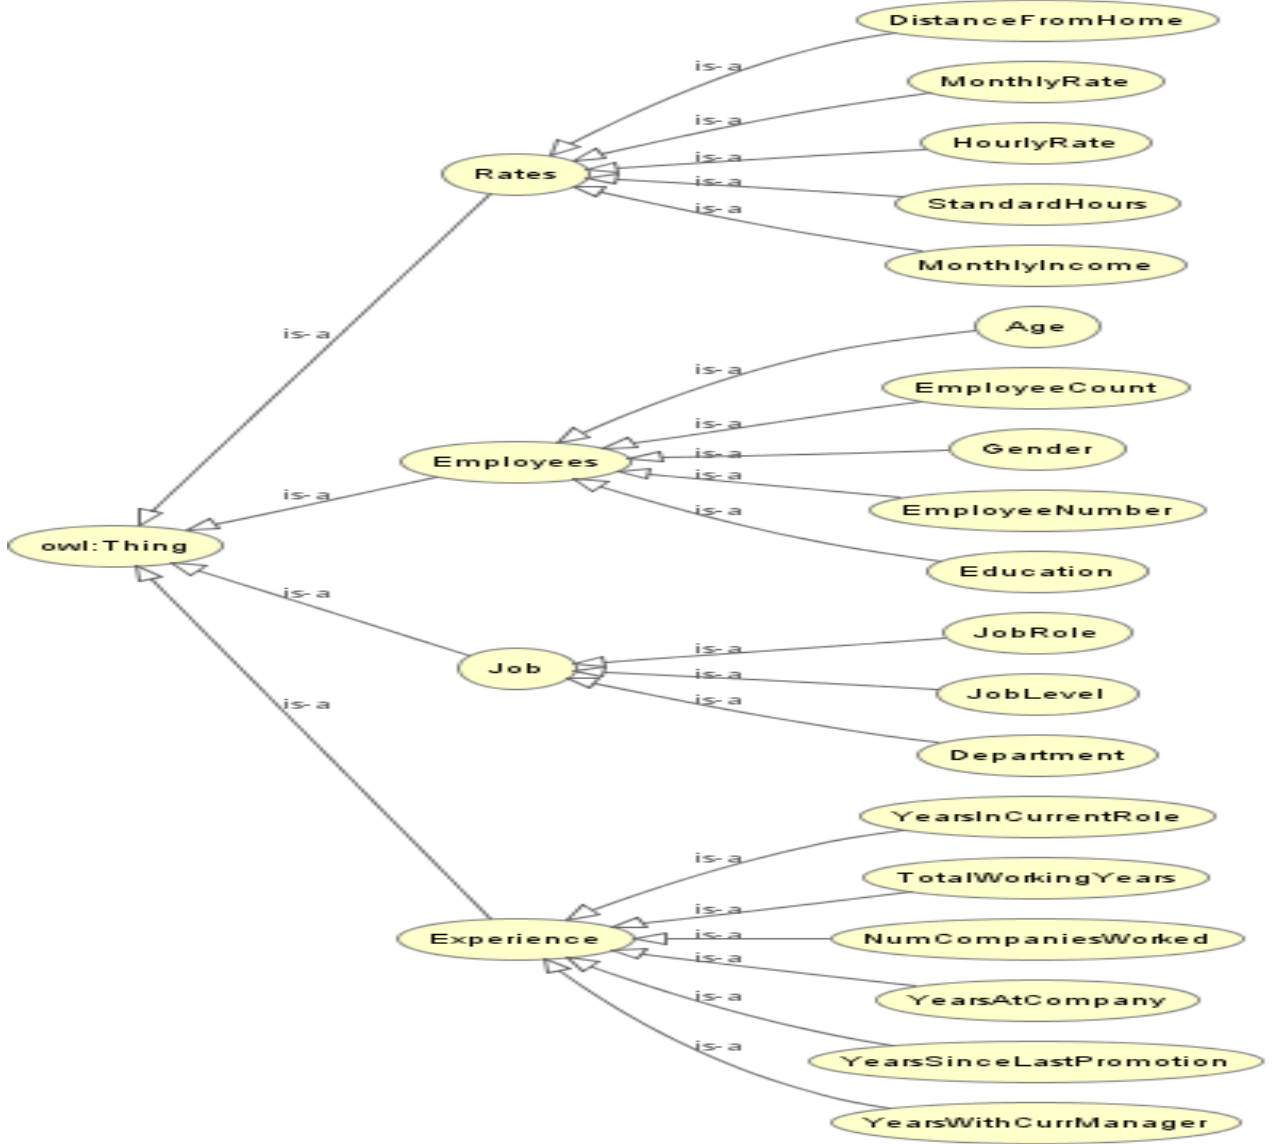 DistanceFromHome
is-a
MonthlyRate
is-a
HourlyRate
is-a
Rates
is-a
StandardHours
is-a
MonthlyIncome
Age
is-a
is-a
EmployeeCount
is-a
Gender
is-a
Employees
is-a
is-a
EmployeeNumber
is-a
owl:Thing
Education
is-a
JobRole
is-a
Job
is-a
JobLevel
is-a
is-a
Department
YearsInCurrentRole
is-a
TotalWorkingYears
is-a
Experience
is-a
NumCompaniesWorked
is-a
YearsAtCompany
is-a
YearsSinceLastPromotion
is-a
YearsWithCurrManager